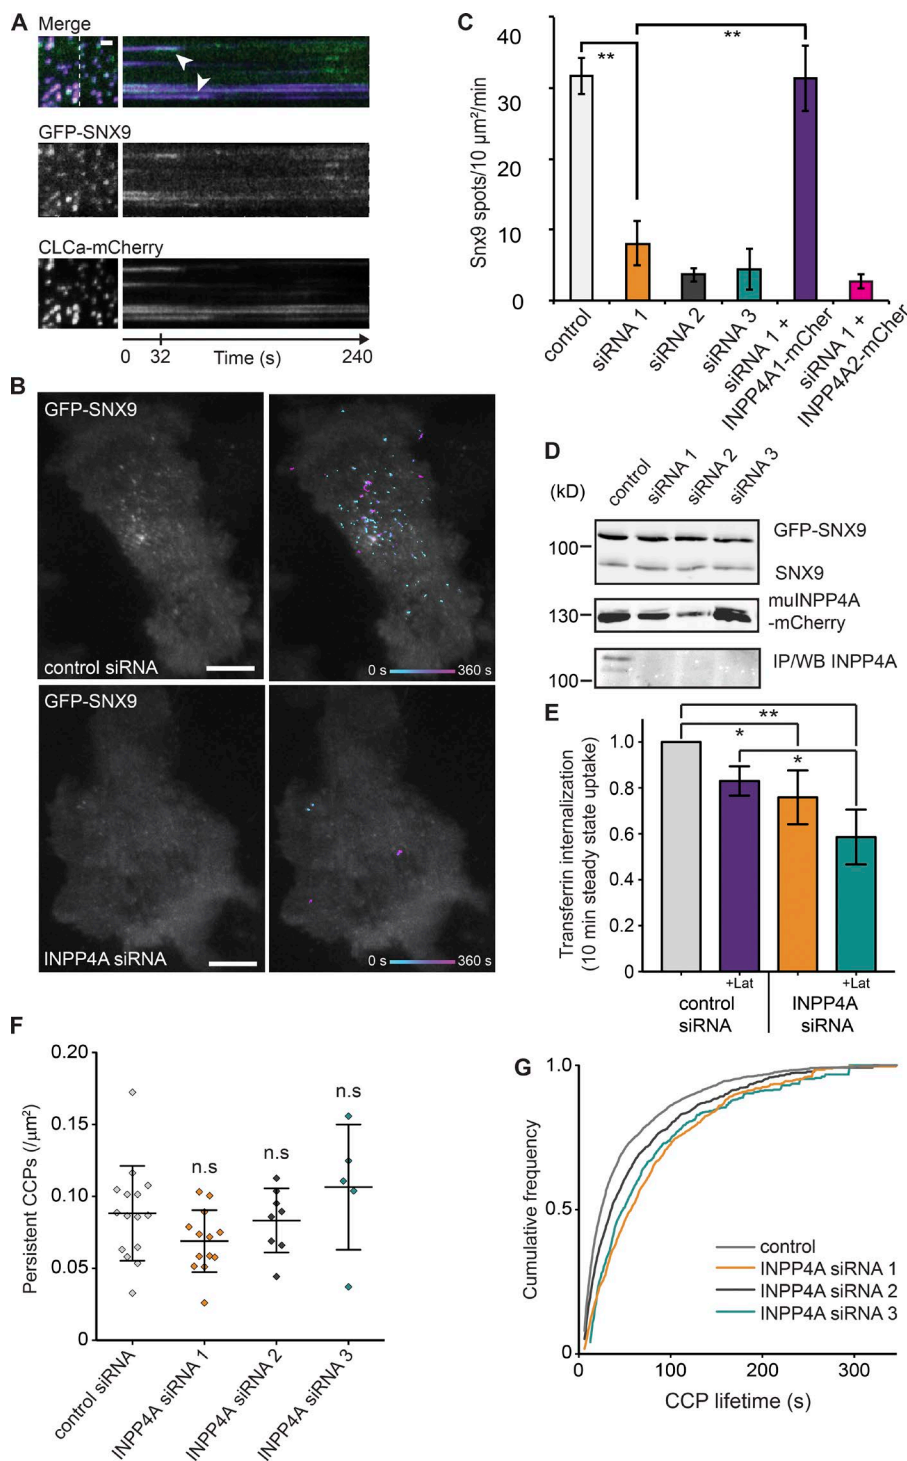 A
Merge
GFP-SNX9
CLCa-mCherry
0 32 Time (s) 240
B
GFP-SNX9
control siRNA
0 s 360 s
GFP-SNX9
INPP4A siRNA
0 s 360 s
C
Snx9 spots/10 µm²/min
40
30
20
10
0
**
**
control
siRNA 1
siRNA 2
siRNA 3
siRNA 1 +
INPP4A1-mCher
siRNA 1 +
INPP4A2-mCher
D
control
siRNA 1
siRNA 2
siRNA 3
(kD)
100
GFP-SNX9
SNX9
130
muINPP4A
-mCherry
100
IP/WB INPP4A
E
Transferrin internalization
(10 min steady state uptake)
1.0
0.8
0.6
0.4
0.2
0
**
*
*
+Lat
+Lat
control
siRNA
INPP4A
siRNA
F
Persistent CCPs (/µm²)
0.20
0.15
0.10
0.05
0
n.s
n.s
n.s
control siRNA
INPP4A siRNA 1
INPP4A siRNA 2
INPP4A siRNA 3
G
Cumulative frequency
1.0
0.5
0
control
INPP4A siRNA 1
INPP4A siRNA 2
INPP4A siRNA 3
100 200 300
CCP lifetime (s)